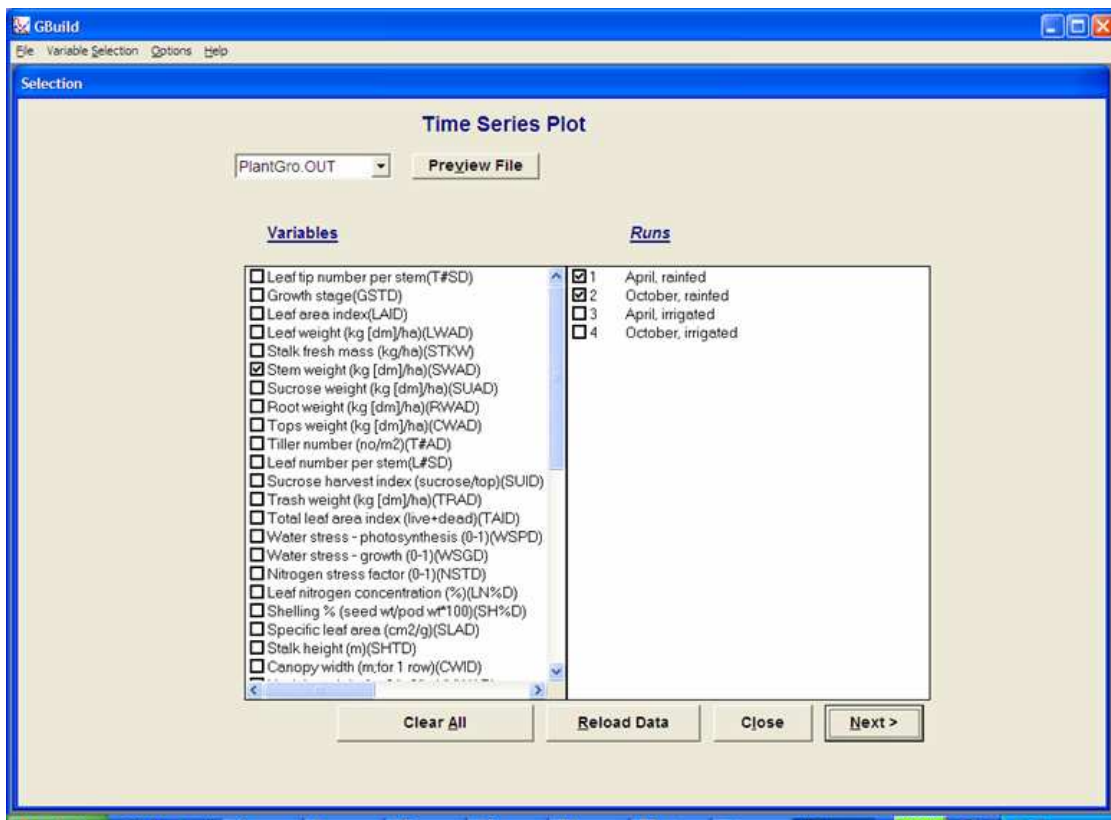 GBuild
File Variable Selection Options Help
Selection
Time Series Plot
PlantGro.OUT
Preview File
Variables
Runs
Leaf tip number per stem(T#SD)
Growth stage(GSTD)
Leaf area index(LAID)
Leaf weight (kg [dm]/ha)(LWAD)
Stalk fresh mass (kg/ha)(STKW)
Stem weight (kg [dm]/ha)(SWAD)
Sucrose weight (kg [dm]/ha)(SUAD)
Root weight (kg [dm]/ha)(RWAD)
Tops weight (kg [dm]/ha)(CWAD)
Tiller number (no/m2)(T#AD)
Leaf number per stem(L#SD)
Sucrose harvest index (sucrose/top)(SUID)
Trash weight (kg [dm]/ha)(TRAD)
Total leaf area index (live+dead)(TAID)
Water stress - photosynthesis (0-1)(WSPD)
Water stress - growth (0-1)(WSGD)
Nitrogen stress factor (0-1)(NSTD)
Leaf nitrogen concentration (%)(LN%D)
Shelling % (seed wt/pod wt*100)(SH%D)
Specific leaf area (cm2/g)(SLAD)
Stalk height (m)(SHTD)
Canopy width (m;for 1 row)(CWID)
1 April, rainfed
2 October, rainfed
3 April, irrigated
4 October, irrigated
Clear All
Reload Data
Close
Next >